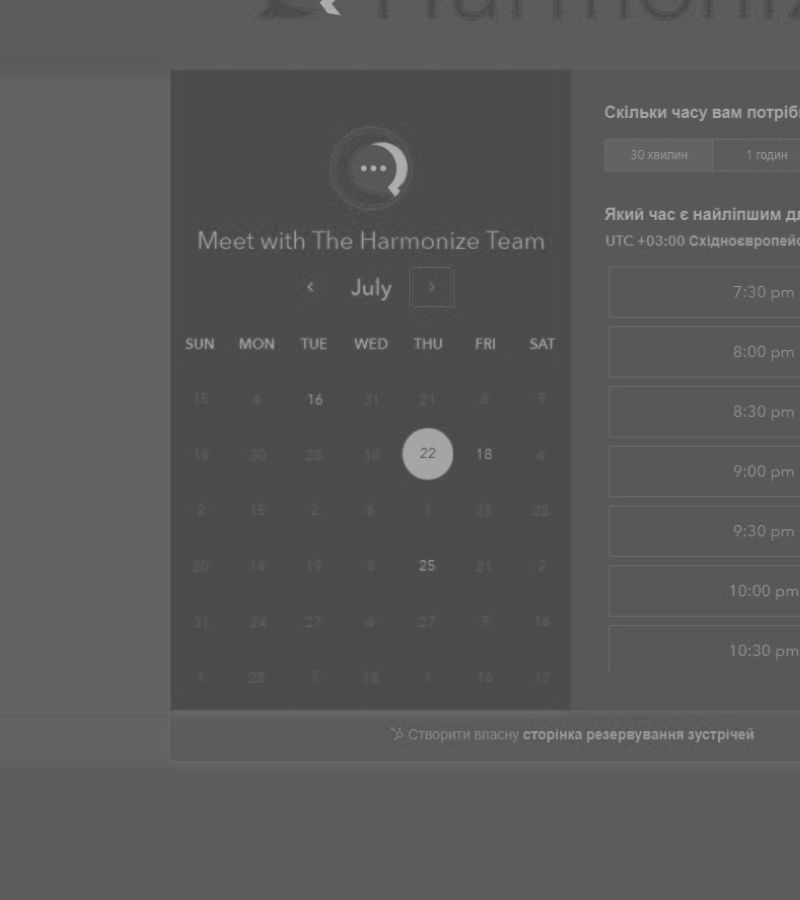 Harmoniz
Meet with The Harmonize Team
July
SUN MON TUE WED THU FRI SAT
15 4 16 31 21 8 9
16 30 28 10 22 18 4
2 15 2 6 1 25 28
20 14 19 8 25 21 2
31 24 27 4 27 9 16
1 28 7 18 1 16 17
Скільки часу вам потріб
30 хвилин 1 годин
Який час є найліпшим д
UTC +03:00 Східноєвропейс
7:30 pm
8:00 pm
8:30 pm
9:00 pm
9:30 pm
10:00 pm
10:30 pm
Створити власну сторінка резервування зустрічей